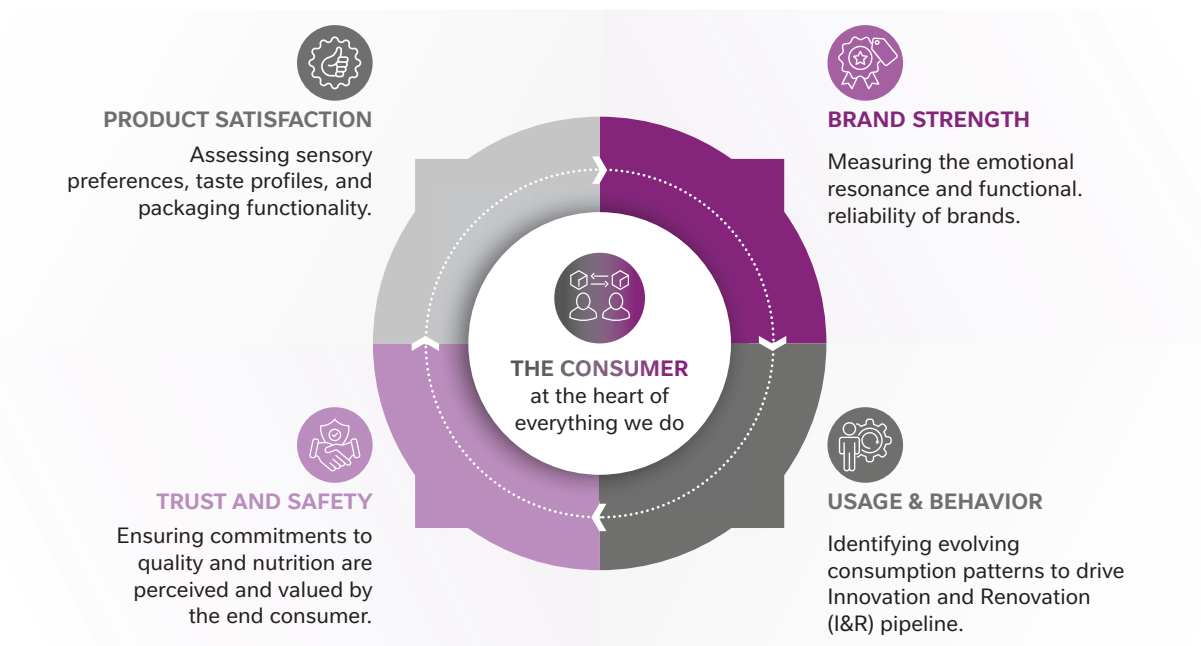 PRODUCT SATISFACTION
Assessing sensory
preferences, taste profiles, and
packaging functionality.
BRAND STRENGTH
Measuring the emotional
resonance and functional.
reliability of brands.
THE CONSUMER
at the heart of
everything we do
TRUST AND SAFETY
Ensuring commitments to
quality and nutrition are
perceived and valued by
the end consumer.
USAGE & BEHAVIOR
Identifying evolving
consumption patterns to drive
Innovation and Renovation
(I&R) pipeline.